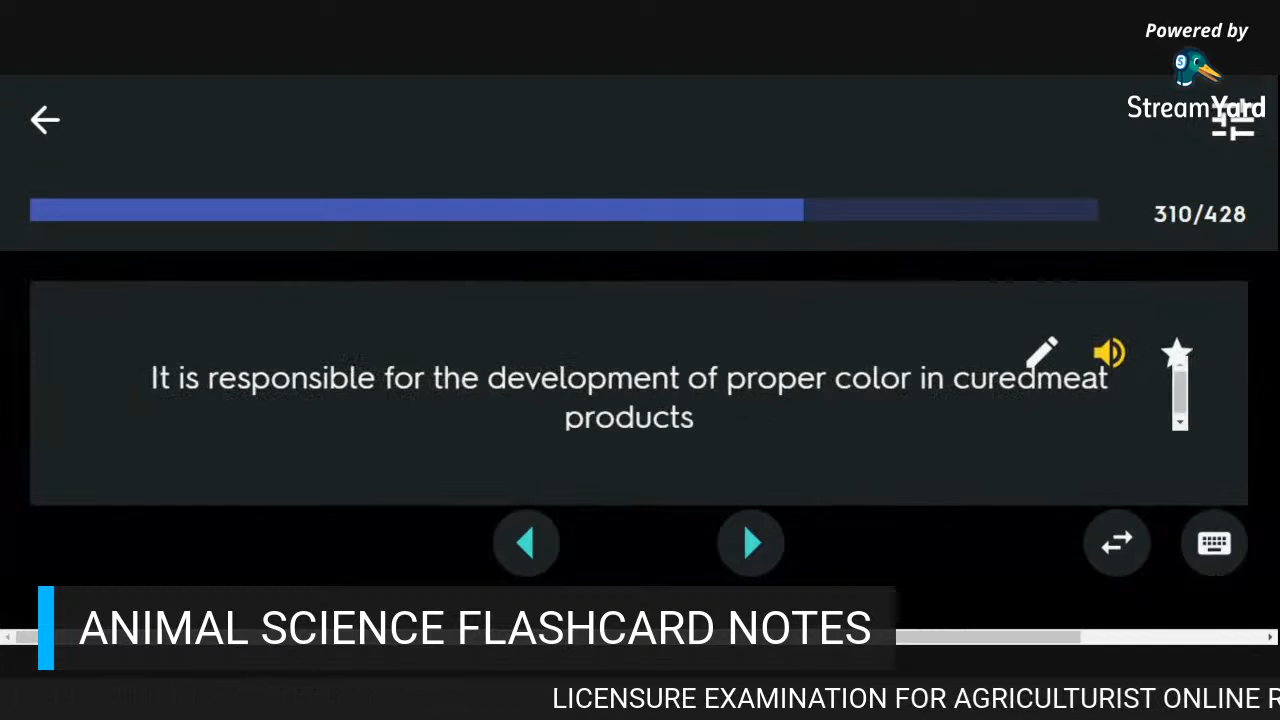 Powered by
StreamYard
310/428
It is responsible for the development of proper color in curedmeat
products
ANIMAL SCIENCE FLASHCARD NOTES
LICENSURE EXAMINATION FOR AGRICULTURIST ONLINE R